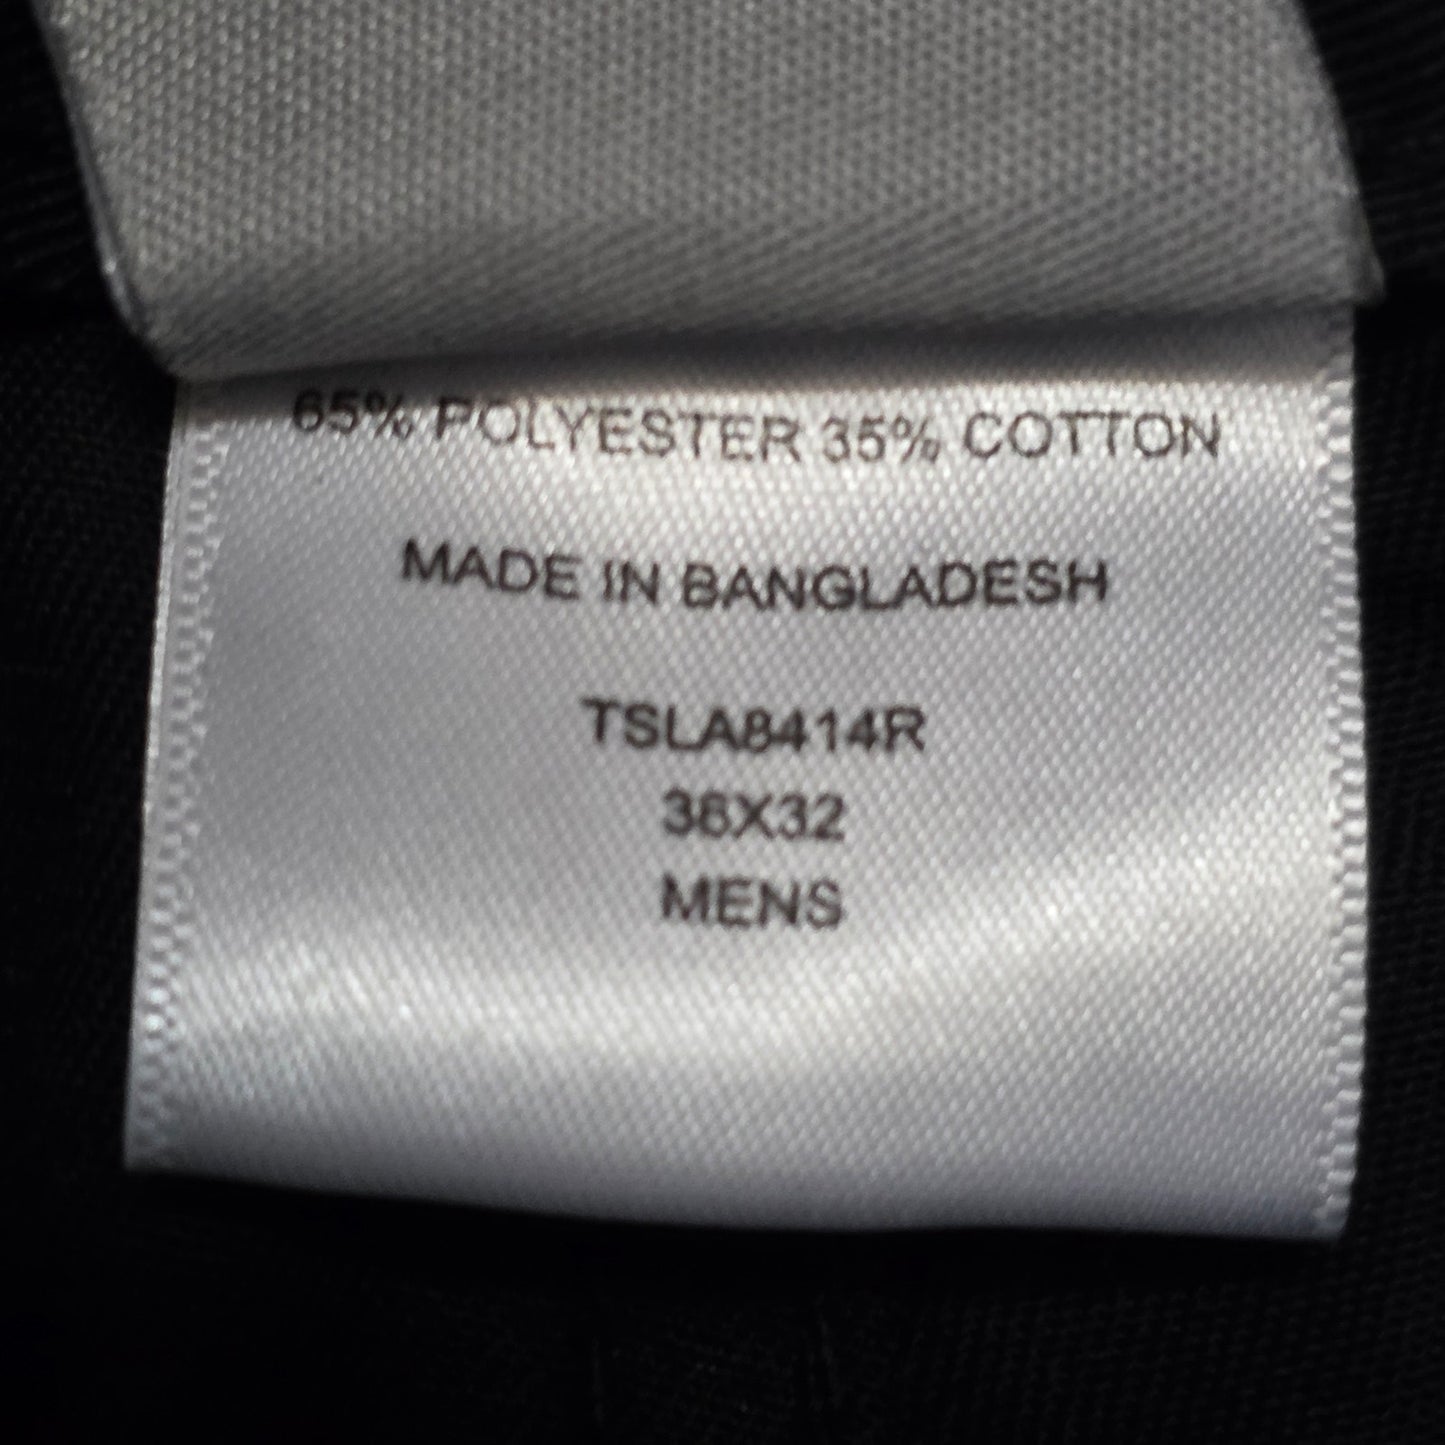 65% POLYESTER 35% COTTON
MADE IN BANGLADESH
TSLA8414R
36X32
MENS